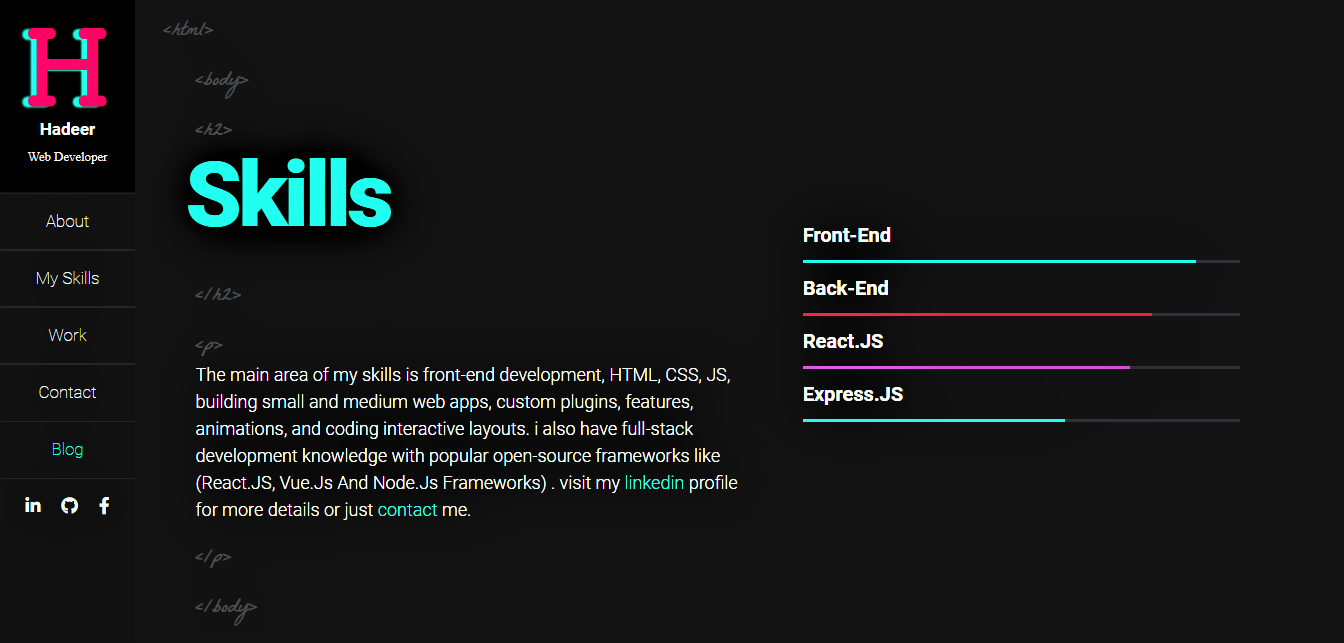 H
Hadeer
Web Developer
About
My Skills
Work
Contact
Blog
<html>
<body>
<h2>
Skills
</h2>
<p>
The main area of my skills is front-end development, HTML, CSS, JS,
building small and medium web apps, custom plugins, features,
animations, and coding interactive layouts. i also have full-stack
development knowledge with popular open-source frameworks like
(React.JS, Vue.Js And Node.Js Frameworks) . visit my linkedin profile
for more details or just contact me.
</p>
</body>
Front-End
Back-End
React.JS
Express.JS